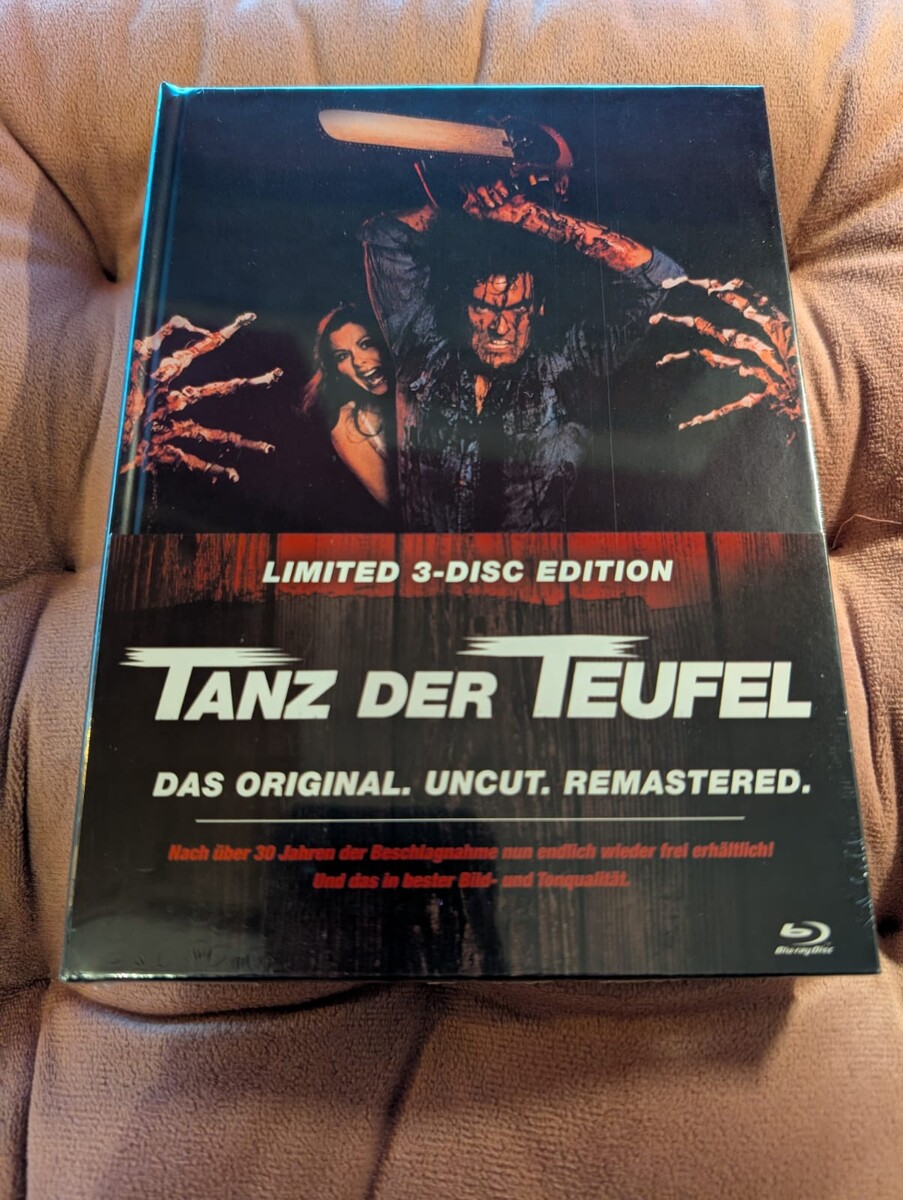 LIMITED 3-DISC EDITION
TANZ DER TEUFEL
DAS ORIGINAL. UNCUT. REMASTERED.
Nach über 30 Jahren der Beschlagnahme nun endlich wieder frei erhältlich!
Und das in bester Bild- und Tonqualität.
Blu-ray Disc